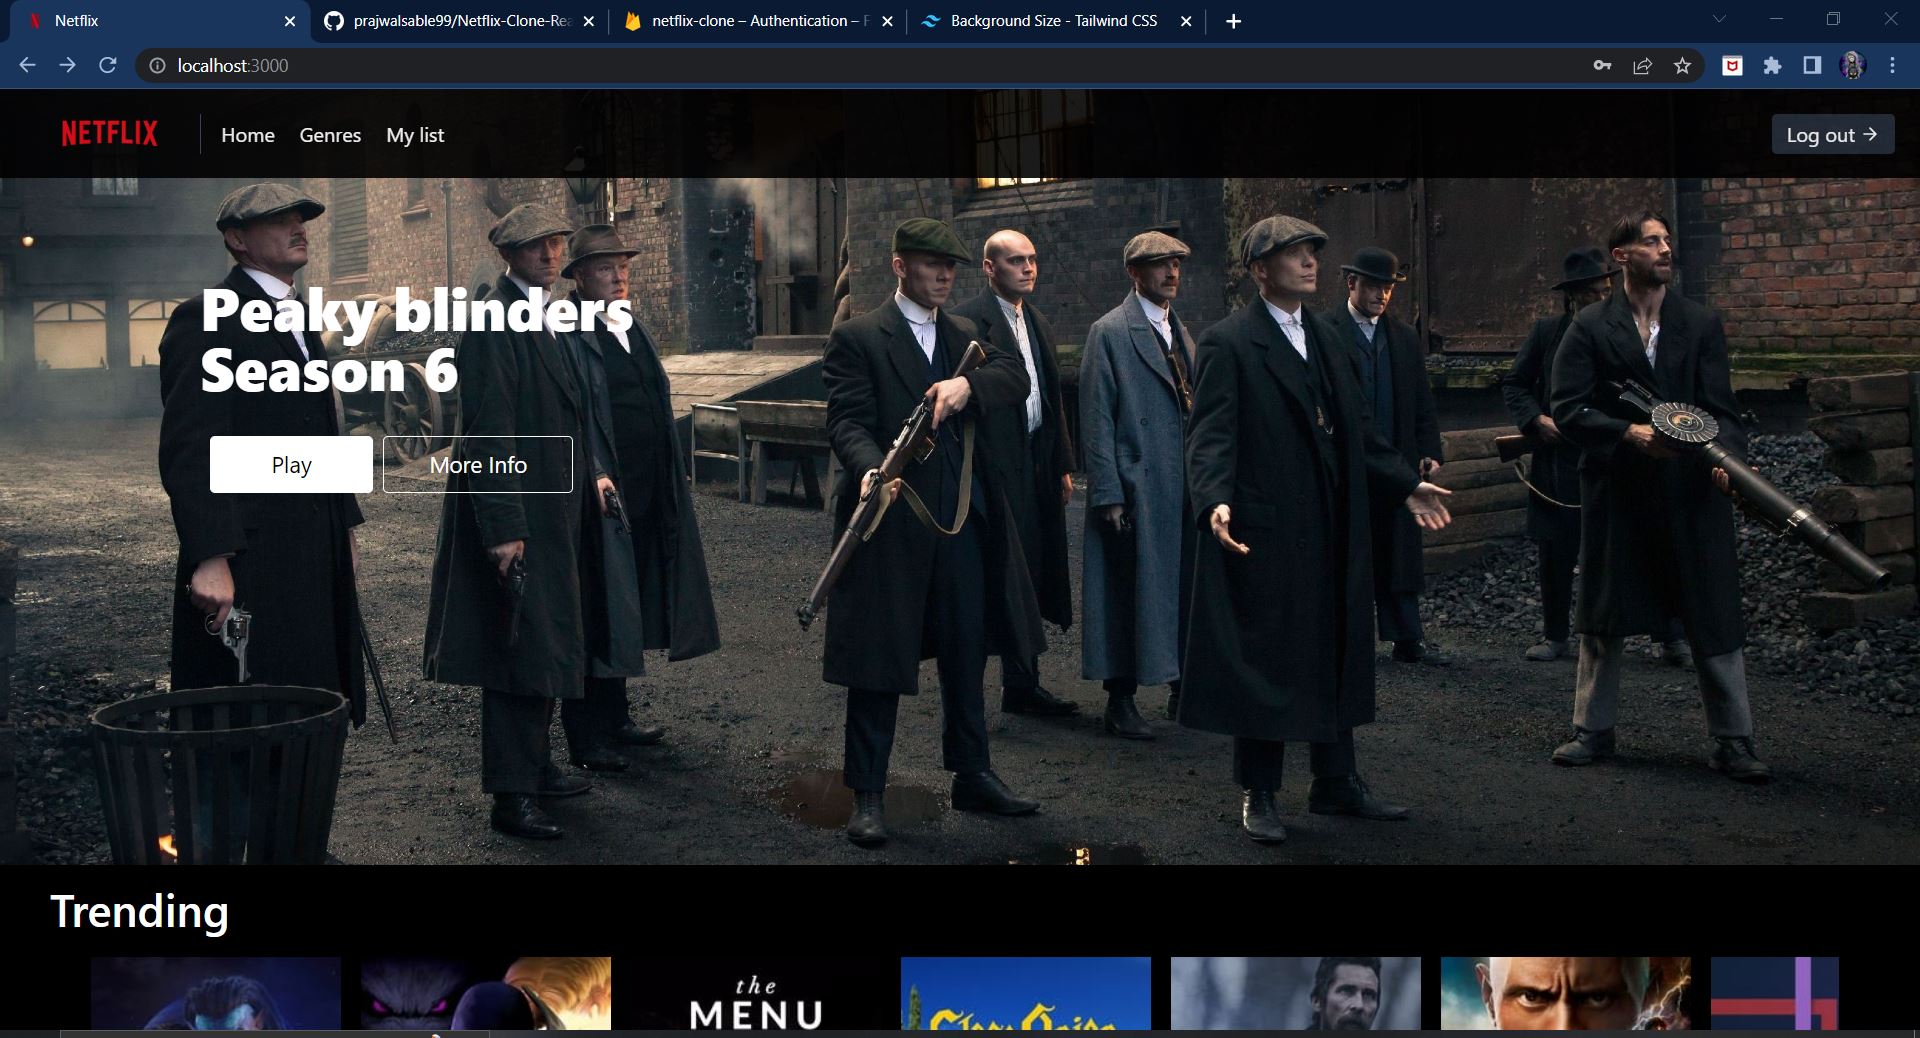 Netflix
prajwalsable99/Netflix-Clone-Rea
netflix-clone – Authentication – F
Background Size - Tailwind CSS
localhost:3000
NETFLIX
Home
Genres
My list
Log out →
Peaky blinders
Season 6
Play
More Info
Trending
the
MENU